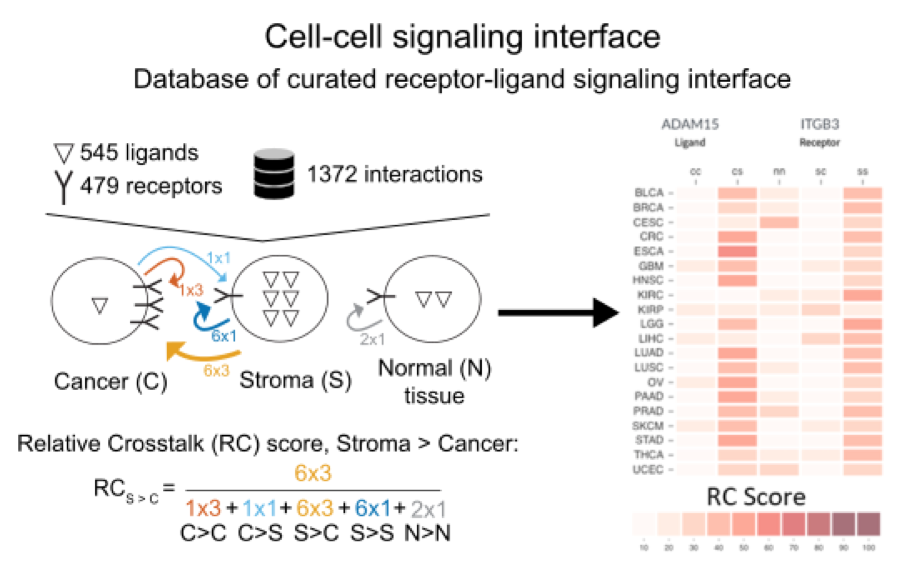 Cell-cell signaling interface
Database of curated receptor-ligand signaling interface
545 ligands
479 receptors
1372 interactions
1x1
1x3
6x1
6x3
2x1
Cancer (C)
Stroma (S)
Normal (N)
tissue
Relative Crosstalk (RC) score, Stroma > Cancer:
RC S > C = 6x3
1x3 + 1x1 + 6x3 + 6x1 + 2x1
C>C C>S S>C S>S N>N
ADAM15 ITGB3
Ligand Receptor
cc cs nn sc ss
BLCA
BRCA
CESC
CRC
ESCA
GBM
HNSC
KIRC
KIRP
LGG
LIHC
LUAD
LUSC
OV
PAAD
PRAD
SKCM
STAD
THCA
UCEC
RC Score
10 20 30 40 50 60 70 80 90 100